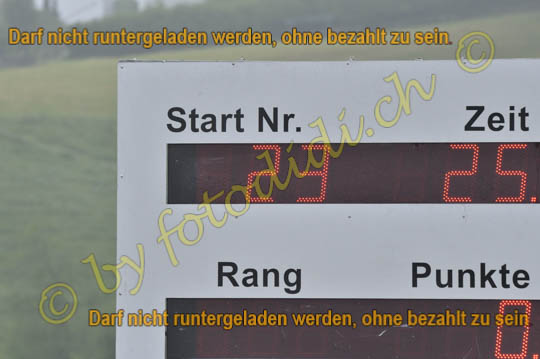 Darf nicht runtergeladen werden, ohne bezahlt zu sein.
© by fotodidi.ch ©
Start Nr. Zeit
23 25.
Rang Punkte
Darf nicht runtergeladen werden, ohne bezahlt zu sein
0.